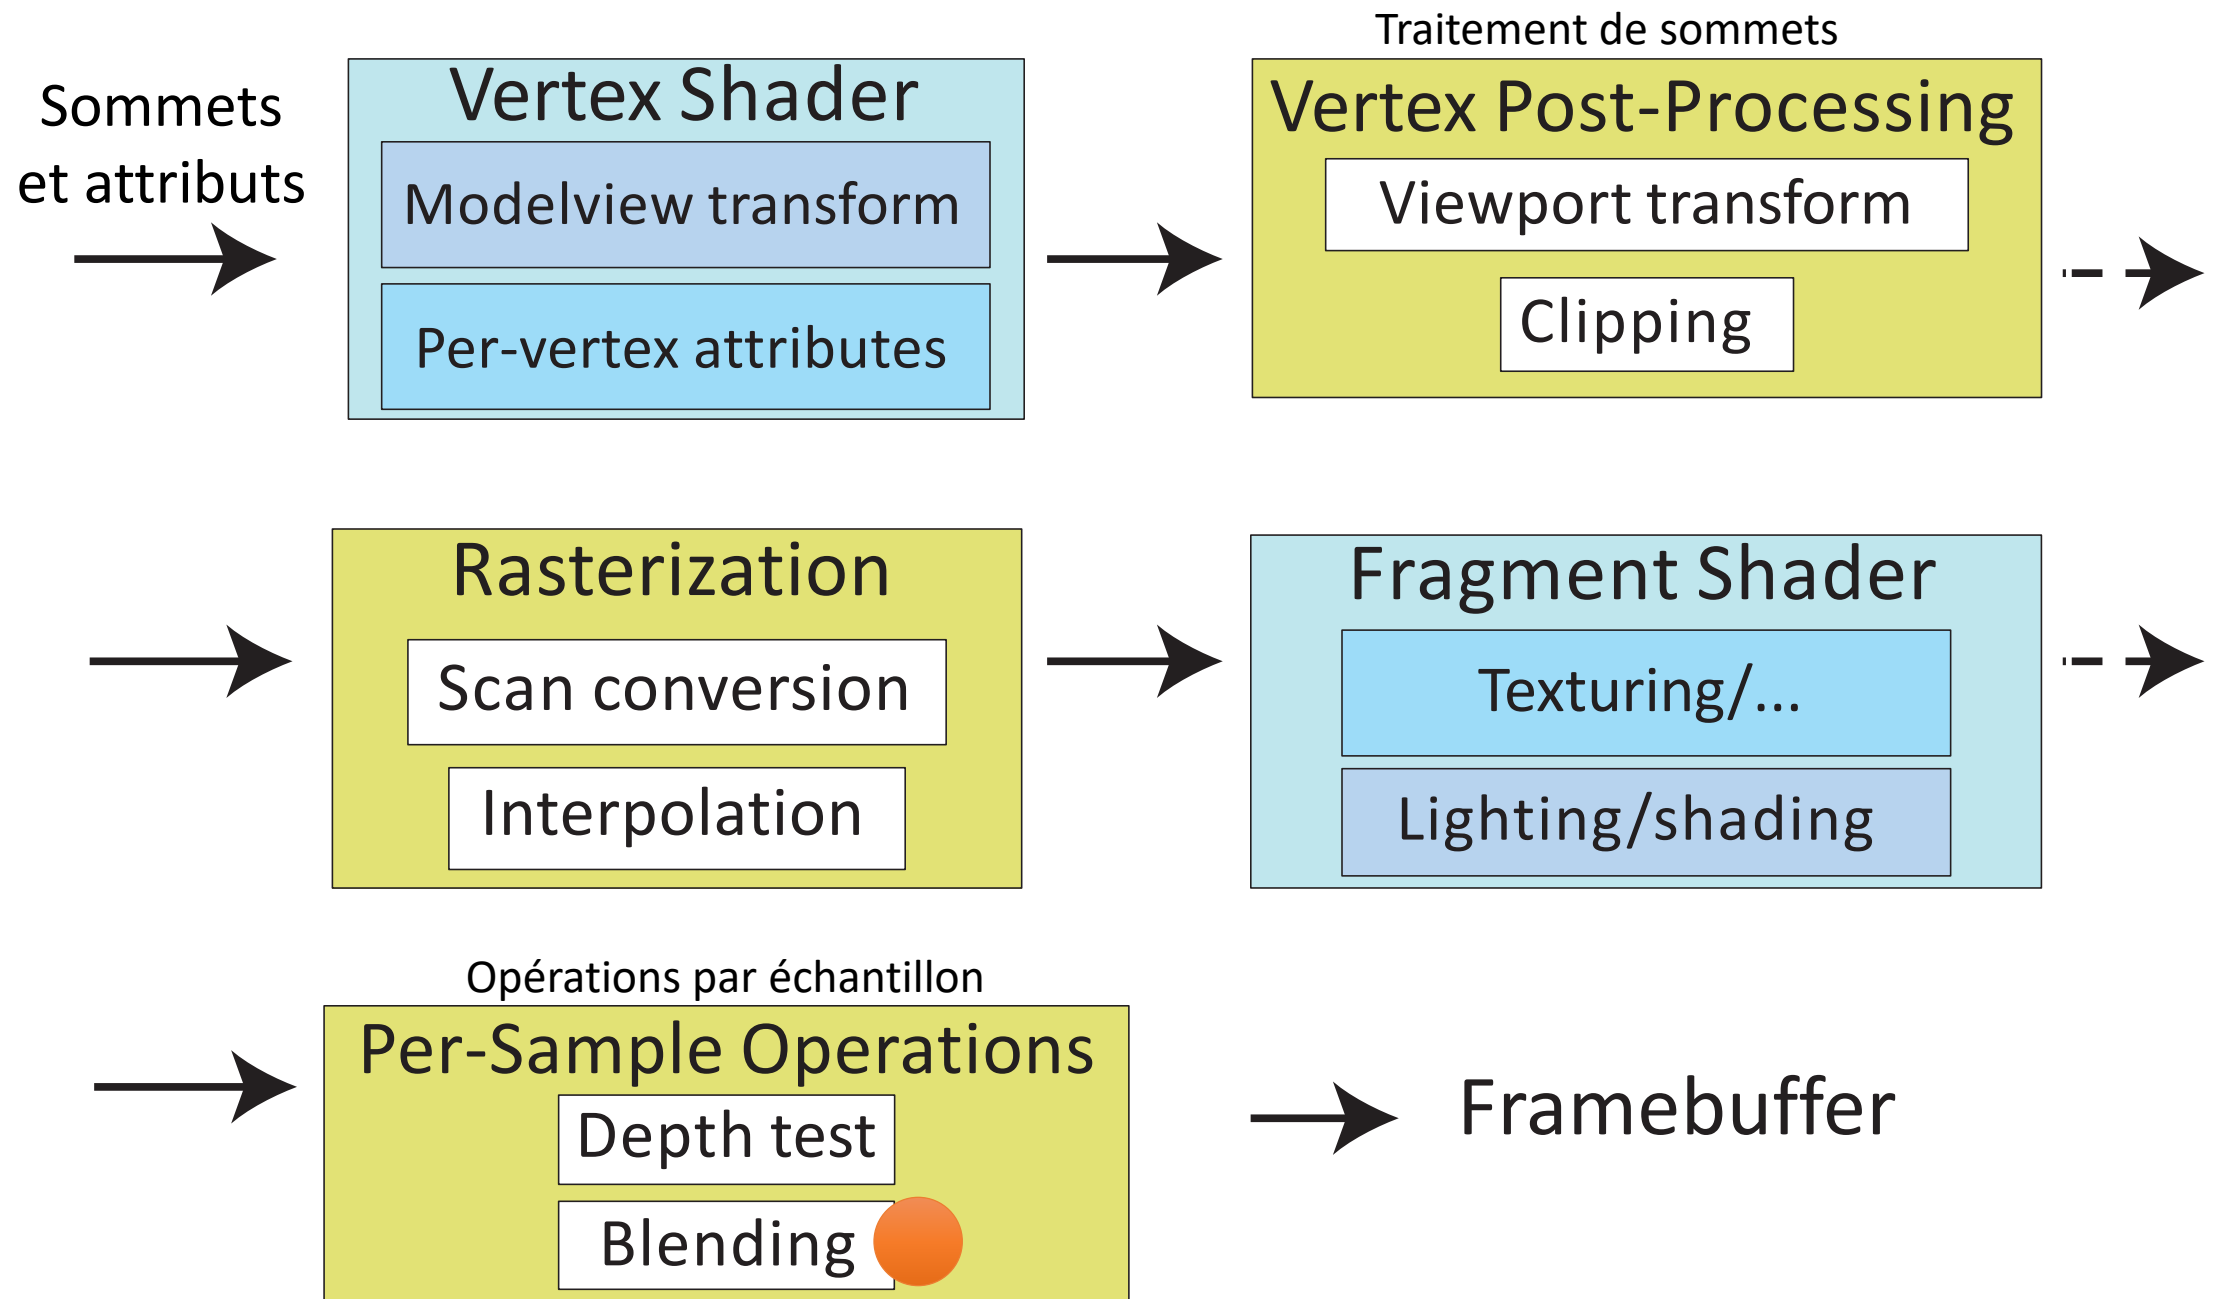 Sommets
et attributs
Vertex Shader
Modelview transform
Per-vertex attributes
Traitement de sommets
Vertex Post-Processing
Viewport transform
Clipping
Rasterization
Scan conversion
Interpolation
Fragment Shader
Texturing/...
Lighting/shading
Opérations par échantillon
Per-Sample Operations
Depth test
Blending
Framebuffer